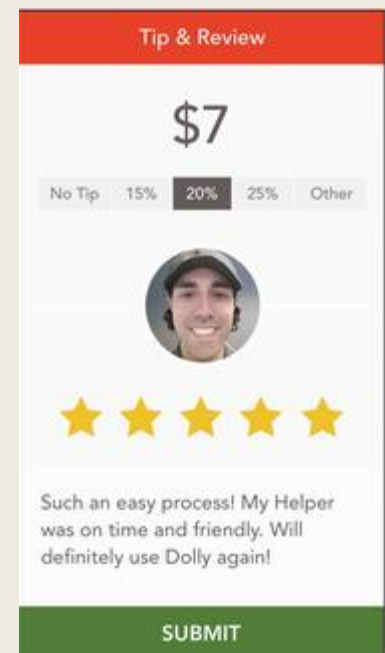 Tip & Review
$7
No Tip 15% 20% 25% Other
Such an easy process! My Helper
was on time and friendly. Will
definitely use Dolly again!
SUBMIT